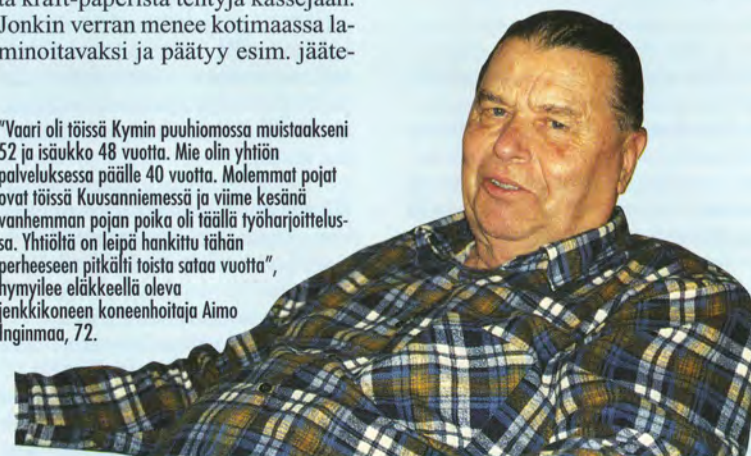 tä kraft-paperista tehtyjä kassejaan.
Jonkin verran menee kotimaassa la-
minoitavaksi ja päätyy esim. jääte-
"Vaari oli töissä Kymin puuhiomossa muistaakseni
52 ja isäukko 48 vuotta. Mie olin yhtiön
palveluksessa päälle 40 vuotta. Molemmat pojat
ovat töissä Kuusanniemessä ja viime kesänä
vanhemman pojan poika oli täällä työharjoittelus-
sa. Yhtiöltä on leipä hankittu tähän
perheeseen pitkälti toista sataa vuotta",
hymyilee eläkkeellä oleva
jenkkikoneen koneenhoitaja Aimo
Inginmaa, 72.